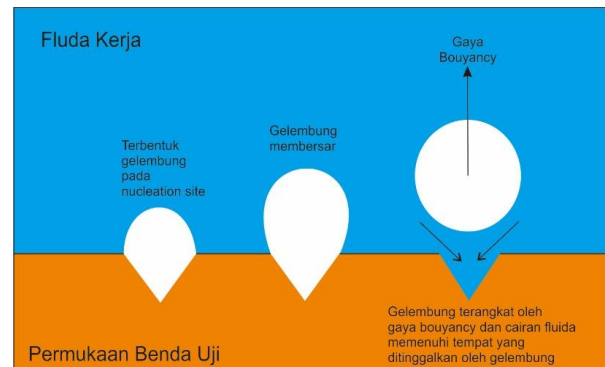 Fluda Kerja
Gaya
Bouyancy
Terbentuk
gelembung
pada
nucleation site
Gelembung
membersar
Gelembung terangkat oleh
gaya bouyancy dan cairan fluida
memenuhi tempat yang
ditinggalkan oleh gelembung
Permukaan Benda Uji